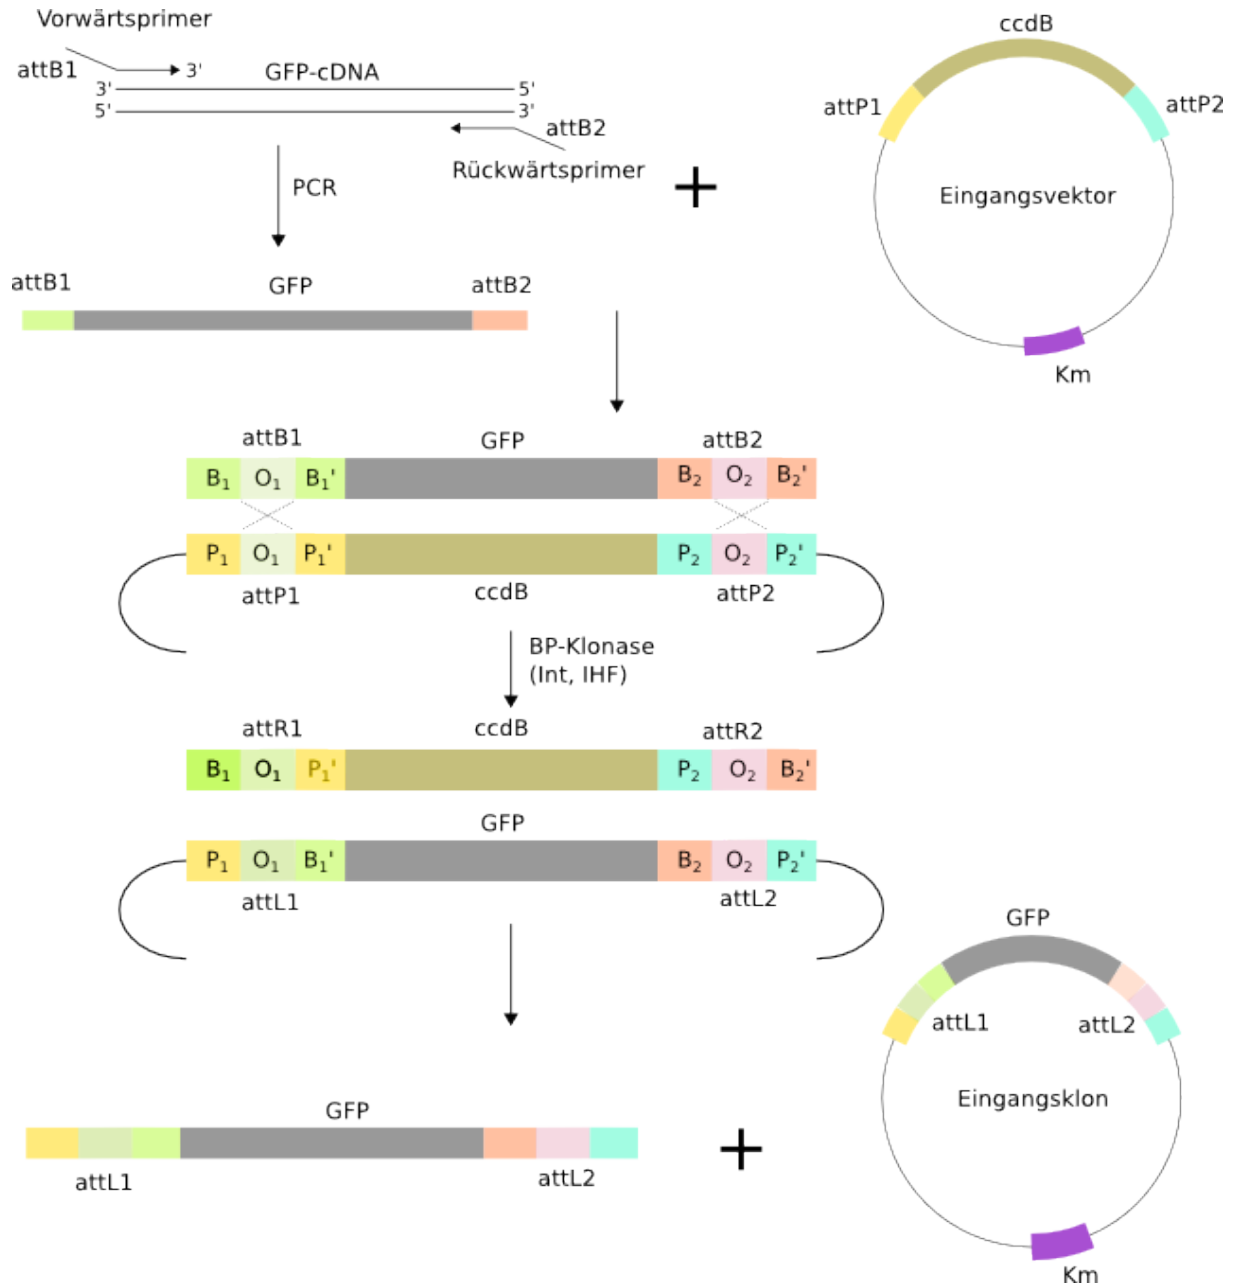 Vorwärtsprimer
attB1
3'
GFP-cDNA
3'
5'
5'
3'
attB2
Rückwärtsprimer
PCR
ccdB
attP1
attP2
Eingangsvektor
Km
attB1
GFP
attB2
attB1
GFP
attB2
B1 O1 B1' B2 O2 B2'
P1 O1 P1' P2 O2 P2'
attP1
ccdB
attP2
BP-Klonase
(Int, IHF)
attR1
ccdB
attR2
B1 O1 P1' P2 O2 B2'
GFP
P1 O1 B1' B2 O2 P2'
attL1
attL2
GFP
attL1
attL2
Eingangsklon
Km
GFP
attL1
attL2